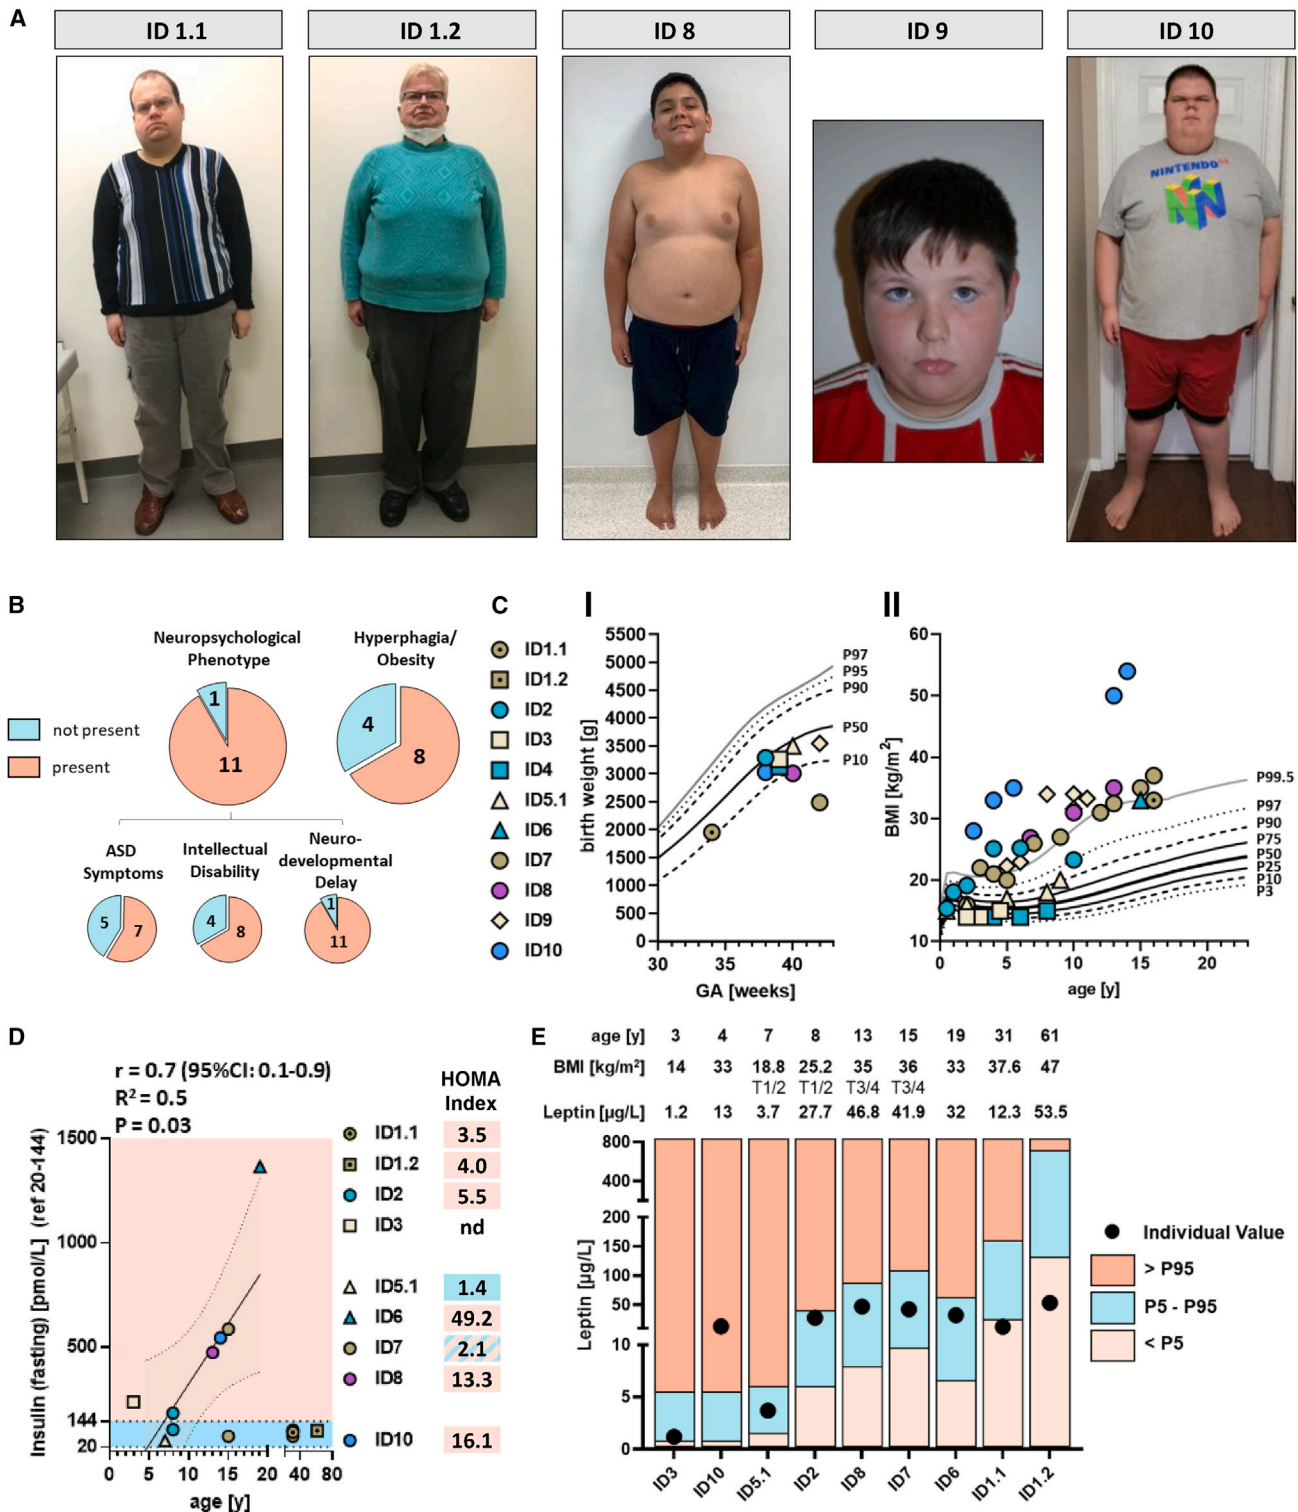 A
ID 1.1
ID 1.2
ID 8
ID 9
ID 10
NINTENDO64
B
Neuropsychological
Phenotype
Hyperphagia/
Obesity
not present
present
1
11
4
8
ASD
Symptoms
Intellectual
Disability
Neuro-
developmental
Delay
5
7
4
8
1
11
C
ID1.1
ID1.2
ID2
ID3
ID4
ID5.1
ID6
ID7
ID8
ID9
ID10
I
birth weight [g]
5500
5000
4500
4000
3500
3000
2500
2000
1500
1000
500
0
30
35
40
GA [weeks]
P97
P95
P90
P50
P10
II
BMI [kg/m²]
60
50
40
30
20
10
0
5
10
15
20
age [y]
P99.5
P97
P90
P75
P50
P25
P10
P3
D
r = 0.7 (95%CI: 0.1-0.9)
R² = 0.5
P = 0.03
Insulin (fasting) [pmol/L] (ref 20-144)
1500
1000
500
144
20
0
5
10
15
20
40
80
age [y]
HOMA
Index
ID1.1 3.5
ID1.2 4.0
ID2 5.5
ID3 nd
ID5.1 1.4
ID6 49.2
ID7 2.1
ID8 13.3
ID10 16.1
E
age [y] 3 4 7 8 13 15 19 31 61
BMI [kg/m²] 14 33 18.8 25.2 35 36 33 37.6 47
T1/2 T1/2 T3/4 T3/4
Leptin [µg/L] 1.2 13 3.7 27.7 46.8 41.9 32 12.3 53.5
Leptin [µg/L]
800
400
200
150
100
50
10
5
0
ID3
ID10
ID5.1
ID2
ID8
ID7
ID6
ID1.1
ID1.2
Individual Value
> P95
P5 - P95
< P5